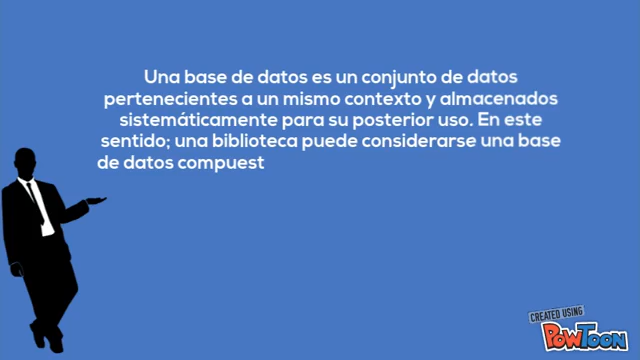 Una base de datos es un conjunto de datos
pertenecientes a un mismo contexto y almacenados
sistemáticamente para su posterior uso. En este
sentido; una biblioteca puede considerarse una base
de datos compuest
CREATED USING
POWTOON